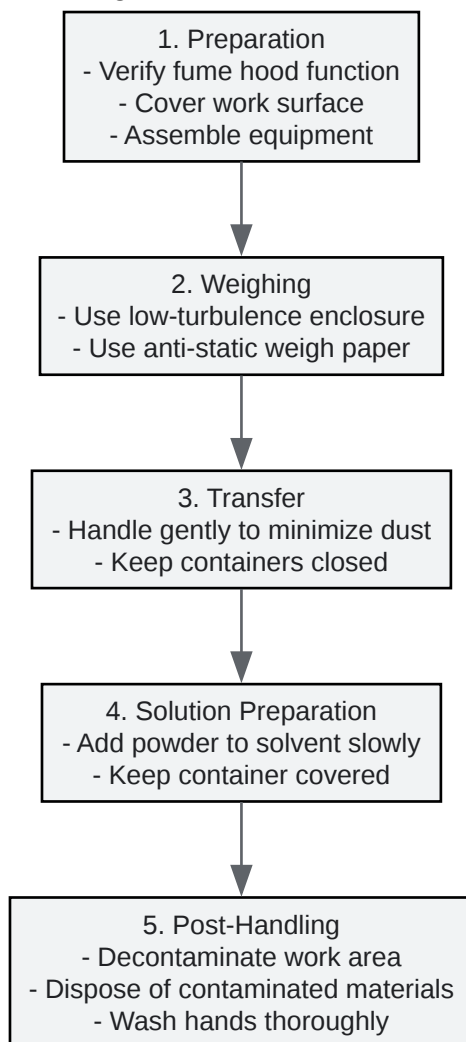 1. Preparation
- Verify fume hood function
- Cover work surface
- Assemble equipment
2. Weighing
- Use low-turbulence enclosure
- Use anti-static weigh paper
3. Transfer
- Handle gently to minimize dust
- Keep containers closed
4. Solution Preparation
- Add powder to solvent slowly
- Keep container covered
5. Post-Handling
- Decontaminate work area
- Dispose of contaminated materials
- Wash hands thoroughly